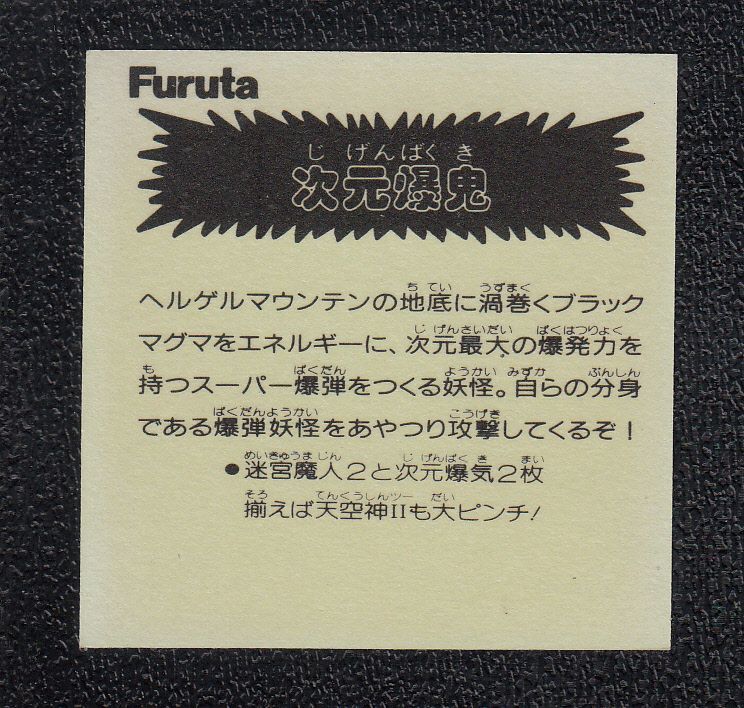 Furuta
じげんばくき
次元爆鬼
ちてい うずまく
ヘルゲルマウンテンの地底に渦巻くブラック
じげんさいだい ばくはつりょく
マグマをエネルギーに、次元最大の爆発力を
も ばくだん ようかい みずか ぶんしん
持つスーパー爆弾をつくる妖怪。自らの分身
ばくだんようかい こうげき
である爆弾妖怪をあやつり攻撃してくるぞ！
めいきゅうまじん じげんばくき まい
●迷宮魔人2と次元爆気2枚
そろ てんくうしんツー だい
揃えば天空神IIも大ピンチ！